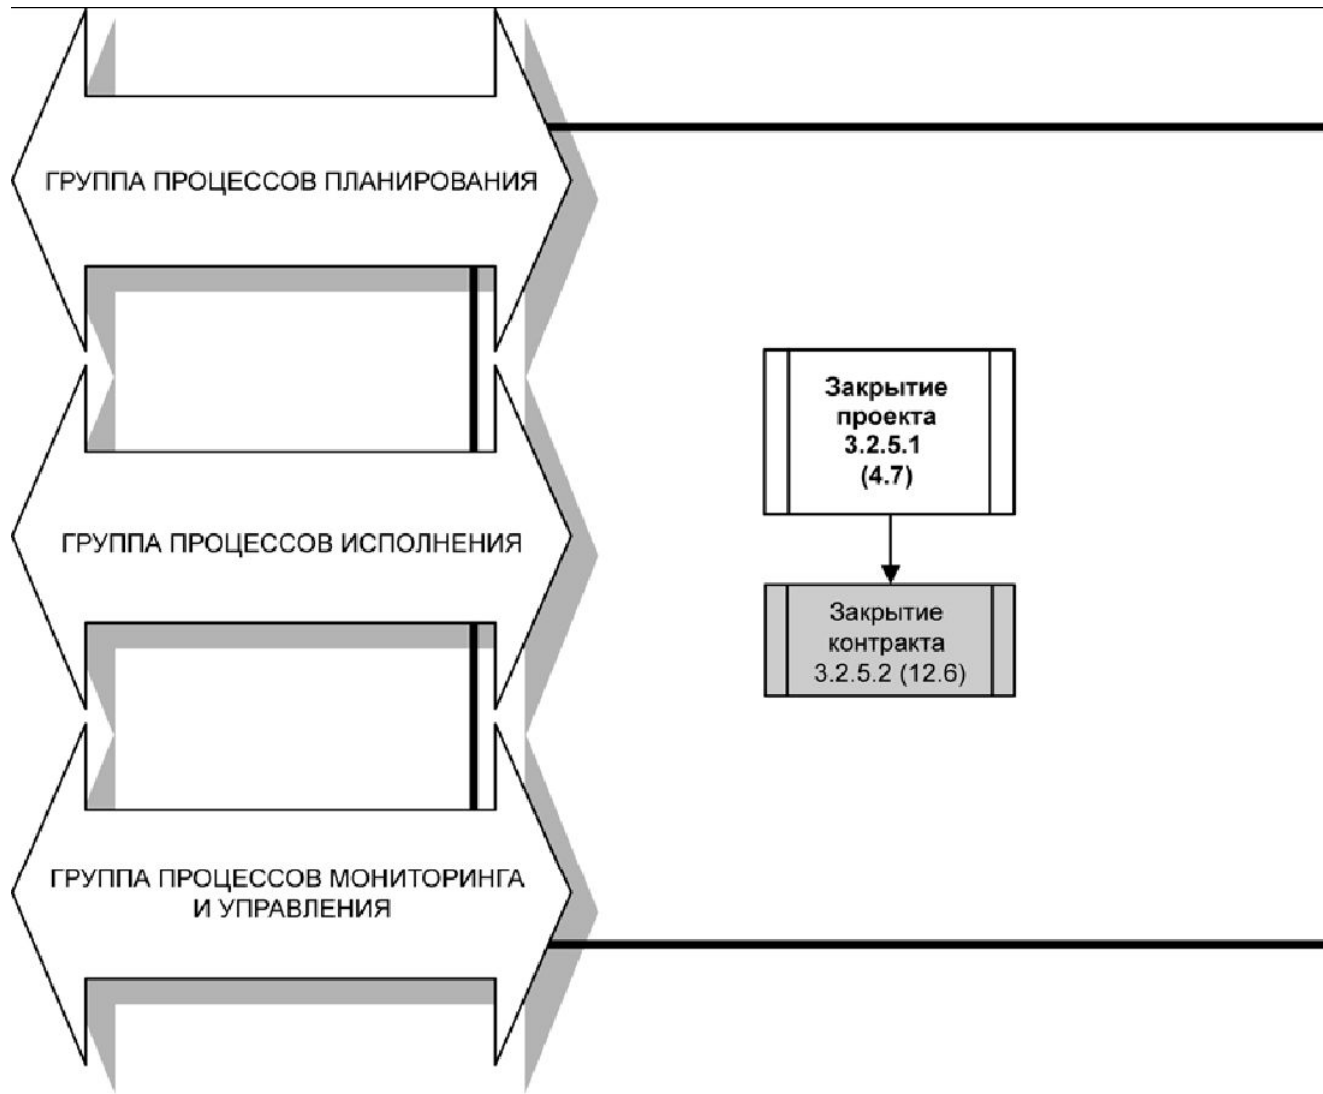 ГРУППА ПРОЦЕССОВ ПЛАНИРОВАНИЯ
Закрытие
проекта
3.2.5.1
(4.7)
ГРУППА ПРОЦЕССОВ ИСПОЛНЕНИЯ
Закрытие
контракта
3.2.5.2 (12.6)
ГРУППА ПРОЦЕССОВ МОНИТОРИНГА
И УПРАВЛЕНИЯ